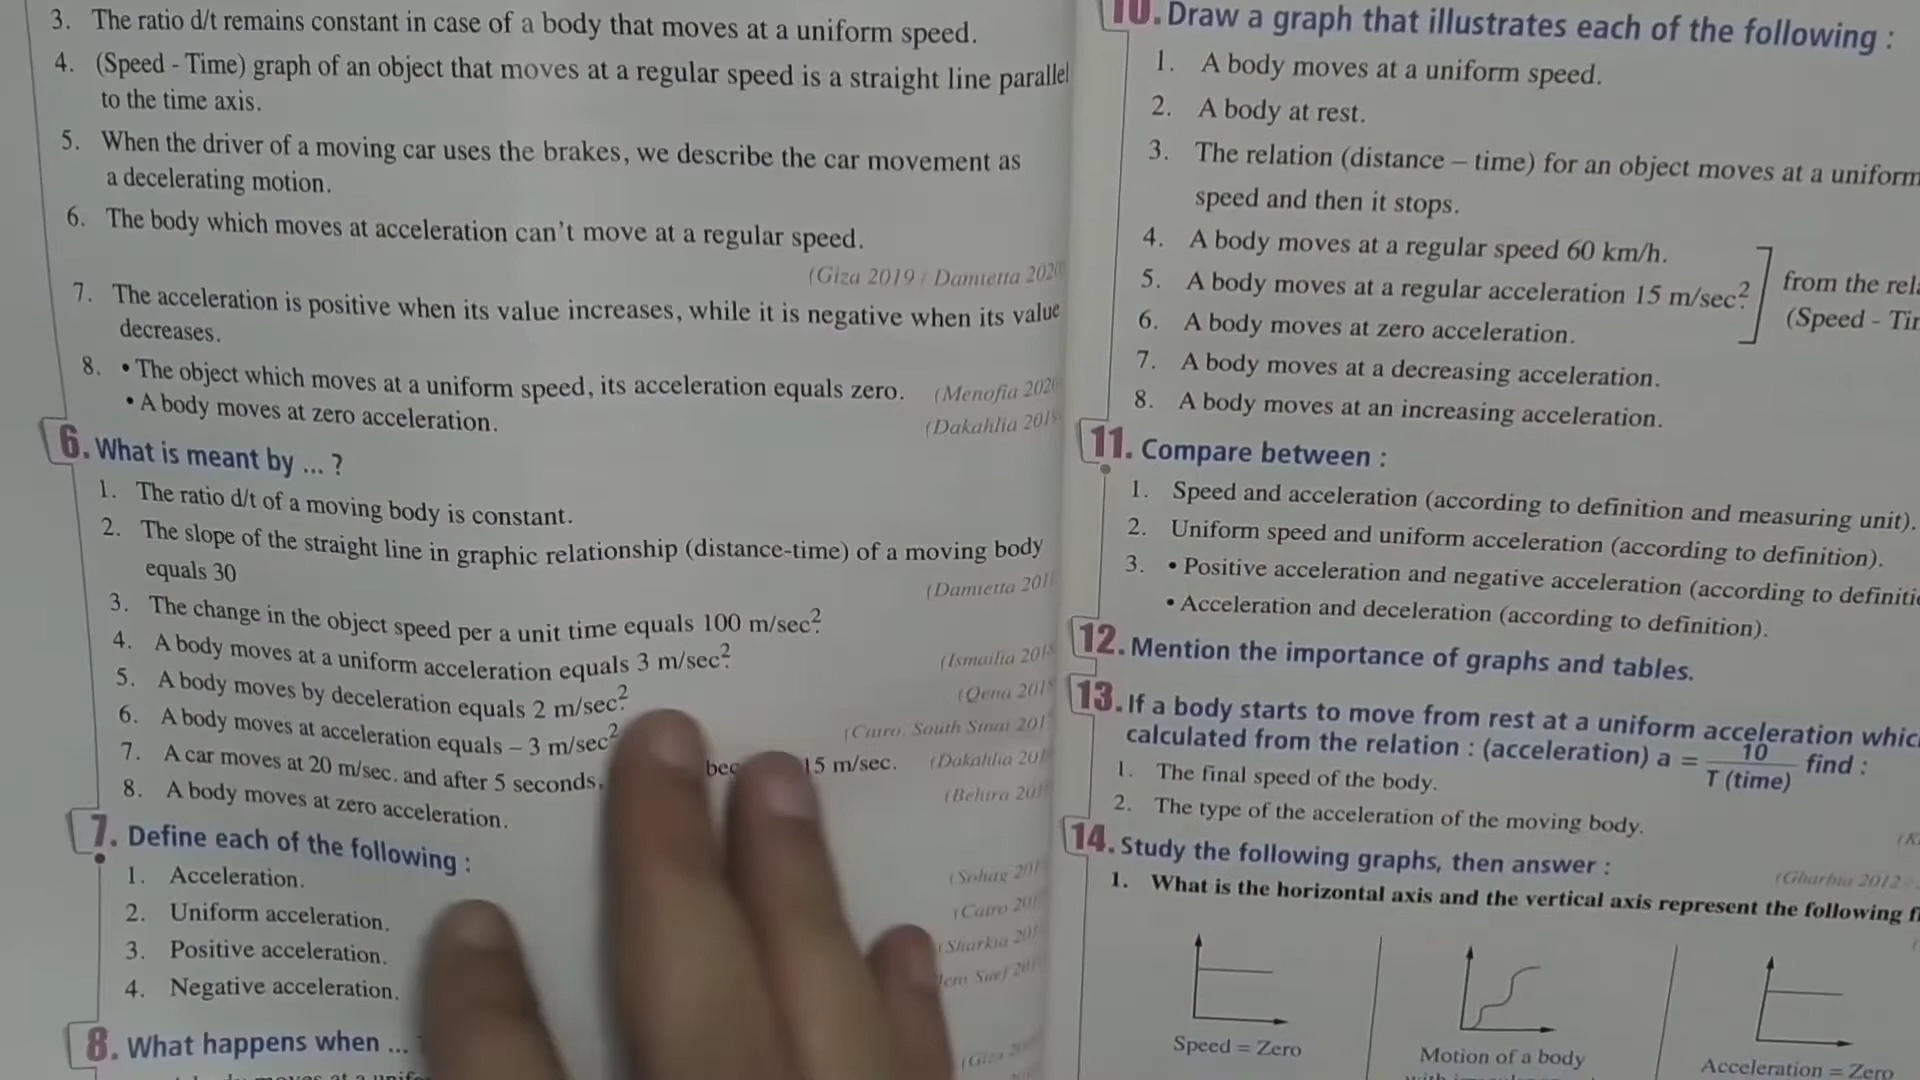 3. The ratio d/t remains constant in case of a body that moves at a uniform speed.
4. (Speed - Time) graph of an object that moves at a regular speed is a straight line parallel
to the time axis.
5. When the driver of a moving car uses the brakes, we describe the car movement as
a decelerating motion.
6. The body which moves at acceleration can't move at a regular speed.
(Giza 2019 / Damietta 2020
7. The acceleration is positive when its value increases, while it is negative when its value
decreases.
8. • The object which moves at a uniform speed, its acceleration equals zero. (Menofia 2020
• A body moves at zero acceleration. (Dakahlia
6. What is meant by ... ?
1. The ratio d/t of a moving body is constant.
2. The slope of the straight line in graphic relationship (distance-time) of a moving body
equals 30 (Damietta
3. The change in the object speed per a unit time equals 100 m/sec².
4. A body moves at a uniform acceleration equals 3 m/sec². (Ismailia
5. A body moves by deceleration equals 2 m/sec². (Qena
6. A body moves at acceleration equals – 3 m/sec² (Cairo, South Sinai
7. A car moves at 20 m/sec. and after 5 seconds, 15 m/sec. (Dakahlia
8. A body moves at zero acceleration. (Behira
7. Define each of the following :
1. Acceleration. (Sohag
2. Uniform acceleration. (Cairo
3. Positive acceleration. (Sharkia
4. Negative acceleration. Suef
8. What happens when ...
(Giza
10. Draw a graph that illustrates each of the following :
1. A body moves at a uniform speed.
2. A body at rest.
3. The relation (distance – time) for an object moves at a uniform
speed and then it stops.
4. A body moves at a regular speed 60 km/h.
5. A body moves at a regular acceleration 15 m/sec².
6. A body moves at zero acceleration.
from the
(Speed -
7. A body moves at a decreasing acceleration.
8. A body moves at an increasing acceleration.
11. Compare between :
1. Speed and acceleration (according to definition and measuring unit).
2. Uniform speed and uniform acceleration (according to definition).
3. • Positive acceleration and negative acceleration (according to
• Acceleration and deceleration (according to definition).
12. Mention the importance of graphs and tables.
13. If a body starts to move from rest at a uniform acceleration
calculated from the relation : (acceleration) a = 10 / T (time) find :
1. The final speed of the body.
2. The type of the acceleration of the moving body.
14. Study the following graphs, then answer :
(Gharbia 2012
1. What is the horizontal axis and the vertical axis represent the following
Speed = Zero
Motion of a body
Acceleration = Zero